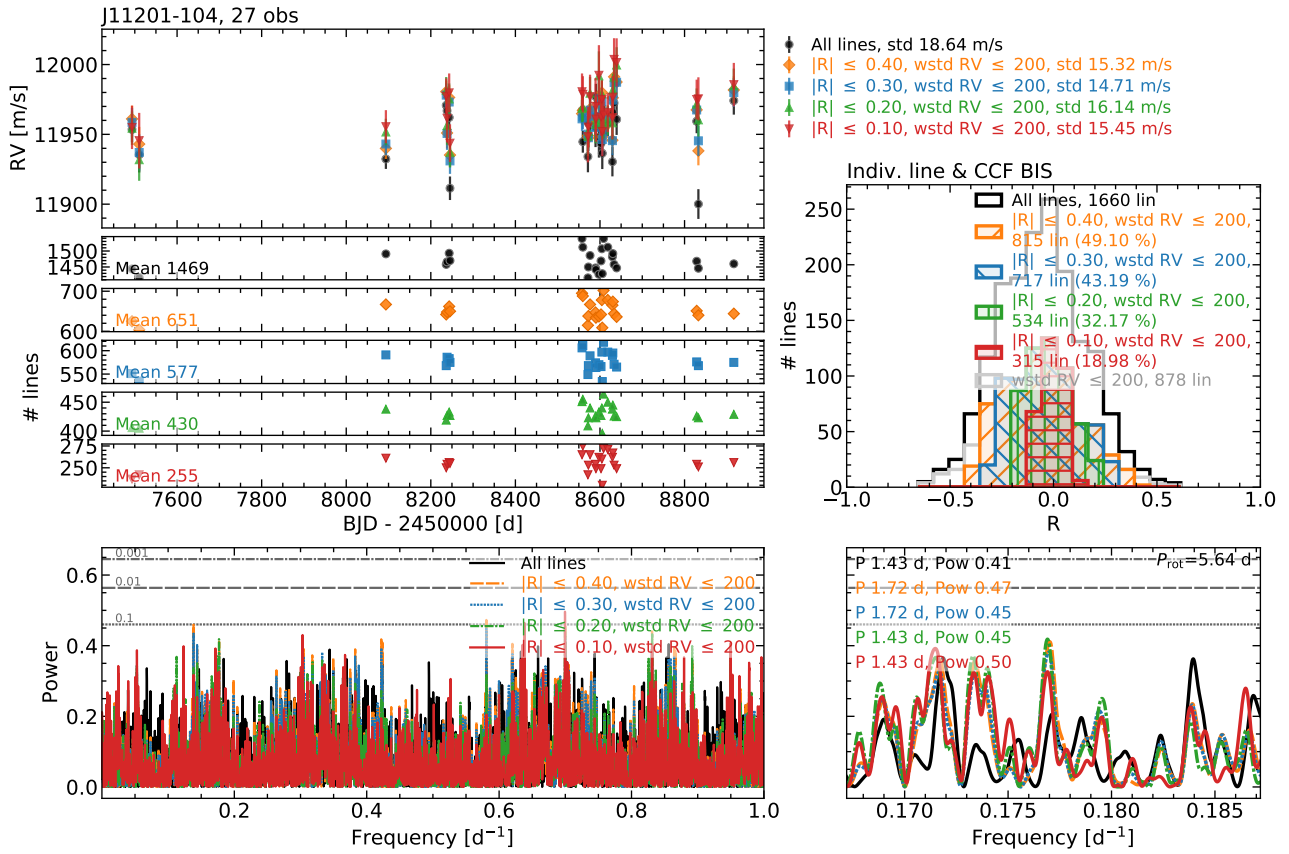 J11201-104, 27 obs
RV [m/s]
12000
11950
11900
All lines, std 18.64 m/s
|R| ≤ 0.40, wstd RV ≤ 200, std 15.32 m/s
|R| ≤ 0.30, wstd RV ≤ 200, std 14.71 m/s
|R| ≤ 0.20, wstd RV ≤ 200, std 16.14 m/s
|R| ≤ 0.10, wstd RV ≤ 200, std 15.45 m/s
# lines
1500
1450
Mean 1469
700
600
Mean 651
600
550
Mean 577
450
400
Mean 430
275
250
Mean 255
7600 7800 8000 8200 8400 8600 8800
BJD - 2450000 [d]
Indiv. line & CCF BIS
# lines
250
200
150
100
50
0
All lines, 1660 lin
|R| ≤ 0.40, wstd RV ≤ 200,
815 lin (49.10 %)
|R| ≤ 0.30, wstd RV ≤ 200,
717 lin (43.19 %)
|R| ≤ 0.20, wstd RV ≤ 200,
534 lin (32.17 %)
|R| ≤ 0.10, wstd RV ≤ 200,
315 lin (18.98 %)
wstd RV ≤ 200, 878 lin
−1.0 −0.5 0.0 0.5 1.0
R
Power
0.6
0.4
0.2
0.0
0.001
0.01
0.1
All lines
|R| ≤ 0.40, wstd RV ≤ 200
|R| ≤ 0.30, wstd RV ≤ 200
|R| ≤ 0.20, wstd RV ≤ 200
|R| ≤ 0.10, wstd RV ≤ 200
0.2 0.4 0.6 0.8 1.0
Frequency [d⁻¹]
P 1.43 d, Pow 0.41
P 1.72 d, Pow 0.47
P 1.72 d, Pow 0.45
P 1.43 d, Pow 0.45
P 1.43 d, Pow 0.50
P_rot=5.64 d
0.170 0.175 0.180 0.185
Frequency [d⁻¹]